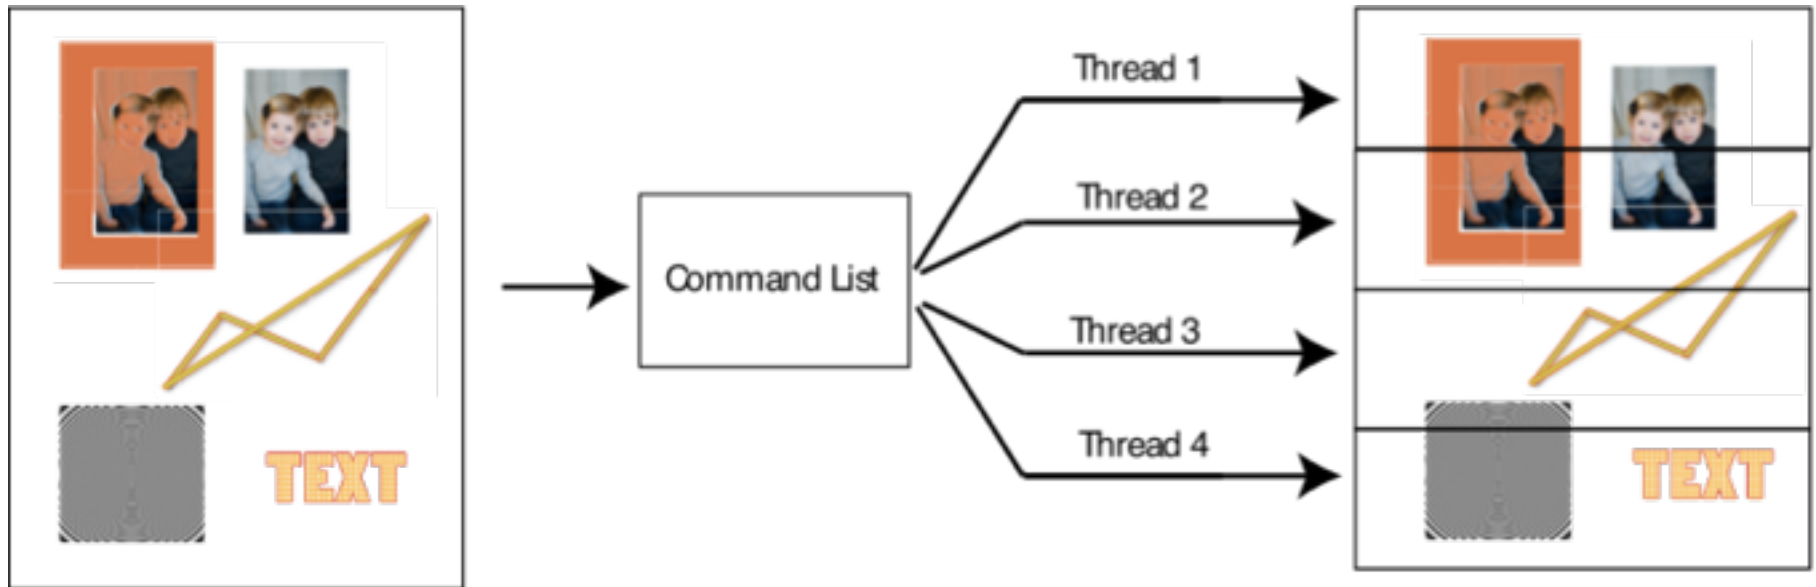 TEXT
Command List
Thread 1
Thread 2
Thread 3
Thread 4
TEXT